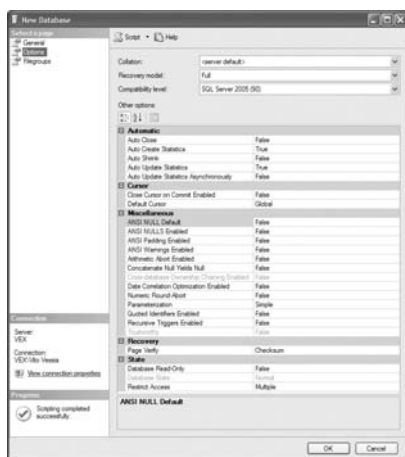 New Database
Select a page
General
Options
Filegroups
Script
Help
Collation: <server default>
Recovery model: Full
Compatibility level: SQL Server 2005 (90)
Other options:
Automatic
Auto Close False
Auto Create Statistics True
Auto Shrink False
Auto Update Statistics True
Auto Update Statistics Asynchronously False
Cursor
Close Cursor on Commit Enabled False
Default Cursor Global
Miscellaneous
ANSI NULL Default False
ANSI NULLS Enabled False
ANSI Padding Enabled False
ANSI Warnings Enabled False
Arithmetic Abort Enabled False
Concatenate Null Yields Null False
Cross-database Ownership Chaining Enabled False
Date Correlation Optimization Enabled False
Numeric Round-Abort False
Parameterization Simple
Quoted Identifiers Enabled False
Recursive Triggers Enabled False
Trustworthy False
Recovery
Page Verify Checksum
State
Database Read-Only False
Database State Normal
Restrict Access Multiple
ANSI NULL Default
Connection
Server:
VEX
Connection:
View connection properties
Progress
Scripting completed
successfully.
OK
Cancel